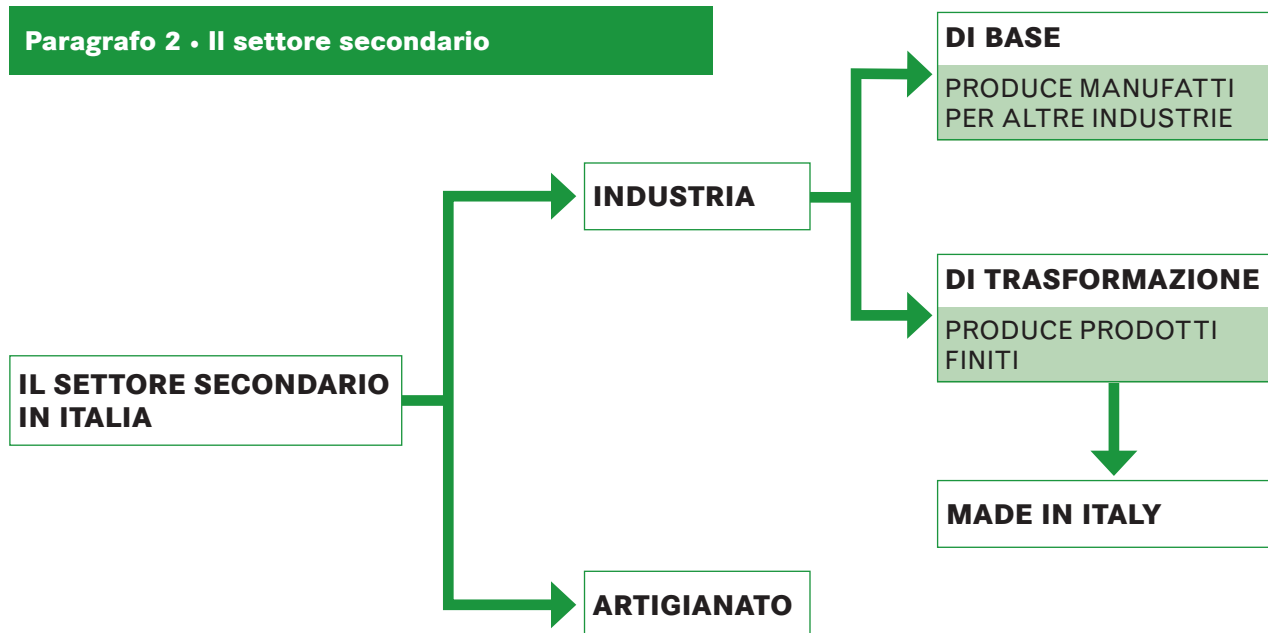 Paragrafo 2 • Il settore secondario
DI BASE
PRODUCE MANUFATTI
PER ALTRE INDUSTRIE
INDUSTRIA
DI TRASFORMAZIONE
PRODUCE PRODOTTI
FINITI
IL SETTORE SECONDARIO
IN ITALIA
MADE IN ITALY
ARTIGIANATO